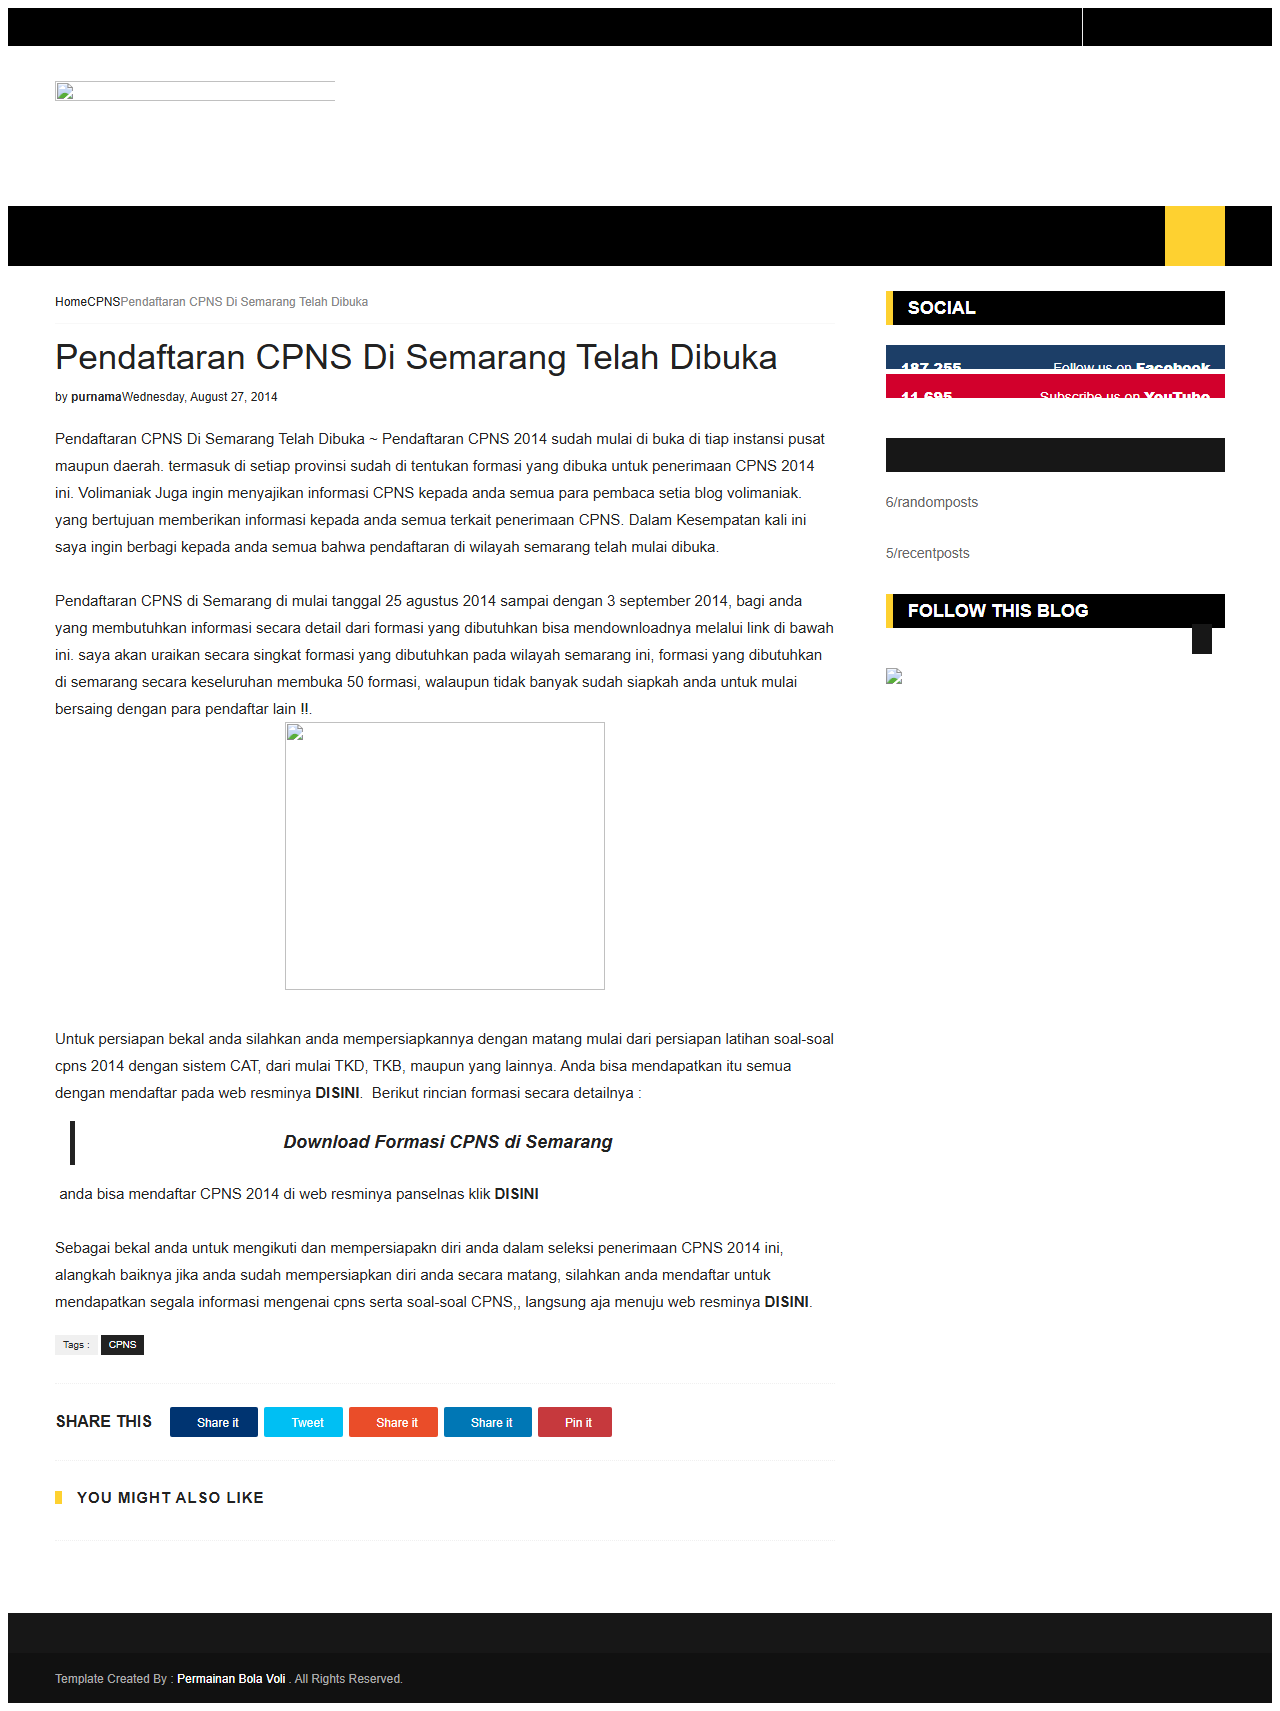 HomeCPNSPendaftaran CPNS Di Semarang Telah Dibuka
Pendaftaran CPNS Di Semarang Telah Dibuka
by purnamaWednesday, August 27, 2014
Pendaftaran CPNS Di Semarang Telah Dibuka ~ Pendaftaran CPNS 2014 sudah mulai di buka di tiap instansi pusat
maupun daerah. termasuk di setiap provinsi sudah di tentukan formasi yang dibuka untuk penerimaan CPNS 2014
ini. Volimaniak Juga ingin menyajikan informasi CPNS kepada anda semua para pembaca setia blog volimaniak.
yang bertujuan memberikan informasi kepada anda semua terkait penerimaan CPNS. Dalam Kesempatan kali ini
saya ingin berbagi kepada anda semua bahwa pendaftaran di wilayah semarang telah mulai dibuka.
Pendaftaran CPNS di Semarang di mulai tanggal 25 agustus 2014 sampai dengan 3 september 2014, bagi anda
yang membutuhkan informasi secara detail dari formasi yang dibutuhkan bisa mendownloadnya melalui link di bawah
ini. saya akan uraikan secara singkat formasi yang dibutuhkan pada wilayah semarang ini, formasi yang dibutuhkan
di semarang secara keseluruhan membuka 50 formasi, walaupun tidak banyak sudah siapkah anda untuk mulai
bersaing dengan para pendaftar lain !!.
Untuk persiapan bekal anda silahkan anda mempersiapkannya dengan matang mulai dari persiapan latihan soal-soal
cpns 2014 dengan sistem CAT, dari mulai TKD, TKB, maupun yang lainnya. Anda bisa mendapatkan itu semua
dengan mendaftar pada web resminya DISINI.  Berikut rincian formasi secara detailnya :
Download Formasi CPNS di Semarang
anda bisa mendaftar CPNS 2014 di web resminya panselnas klik DISINI
Sebagai bekal anda untuk mengikuti dan mempersiapakn diri anda dalam seleksi penerimaan CPNS 2014 ini,
alangkah baiknya jika anda sudah mempersiapkan diri anda secara matang, silahkan anda mendaftar untuk
mendapatkan segala informasi mengenai cpns serta soal-soal CPNS,, langsung aja menuju web resminya DISINI.
Tags : CPNS
SHARE THIS Share it Tweet Share it Share it Pin it
YOU MIGHT ALSO LIKE
SOCIAL
187,255 Follow us on Facebook
11,695 Subscribe us on YouTube
6/randomposts
5/recentposts
FOLLOW THIS BLOG
Template Created By : Permainan Bola Voli . All Rights Reserved.